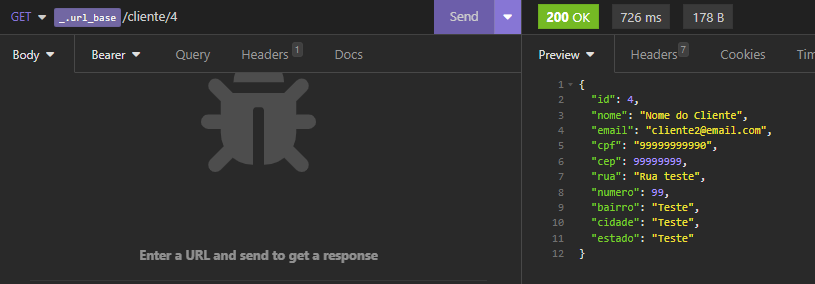 GET _.url_base /cliente/4 Send 200 OK 726 ms 178 B
Body Bearer Query Headers 1 Docs Preview Headers 7 Cookies Tim
1 {
2 "id": 4,
3 "nome": "Nome do Cliente",
4 "email": "cliente2@email.com",
5 "cpf": "99999999990",
6 "cep": 99999999,
7 "rua": "Rua teste",
8 "numero": 99,
9 "bairro": "Teste",
10 "cidade": "Teste",
11 "estado": "Teste"
12 }
Enter a URL and send to get a response